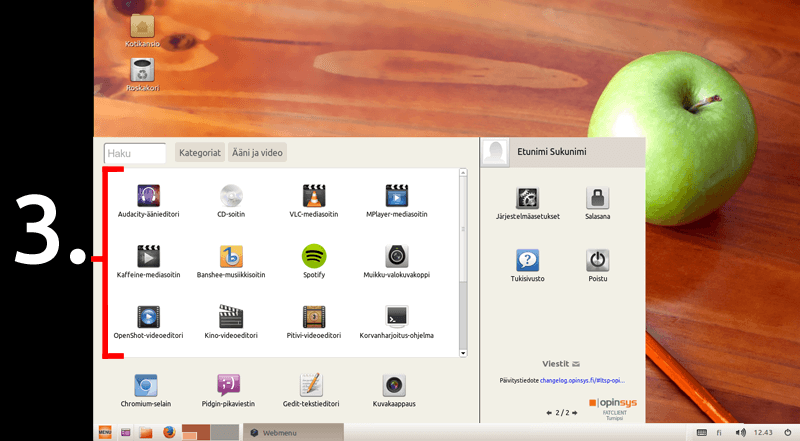 Kotikansio
Roskakori
3.
Haku
Kategoriat
Ääni ja video
Etunimi Sukunimi
Audacity-äänieditori
CD-soitin
VLC-mediasoitin
MPlayer-mediasoitin
Järjestelmäasetukset
Salasana
Kaffeine-mediasoitin
Banshee-musiikkisoitin
Spotify
Muikku-valokuvakoppi
Tukisivusto
Poistu
OpenShot-videoeditori
Kino-videoeditori
Pitivi-videoeditori
Korvanharjoitus-ohjelma
Viestit
Päivitystiedote changelog.opinsys.fi/#ltsp-opi...
Chromium-selain
Pidgin-pikaviestin
Gedit-tekstieditori
Kuvakaappaus
2 / 2
opinsys
FATCLIENT
MENU
Webmenu
fi
12.43